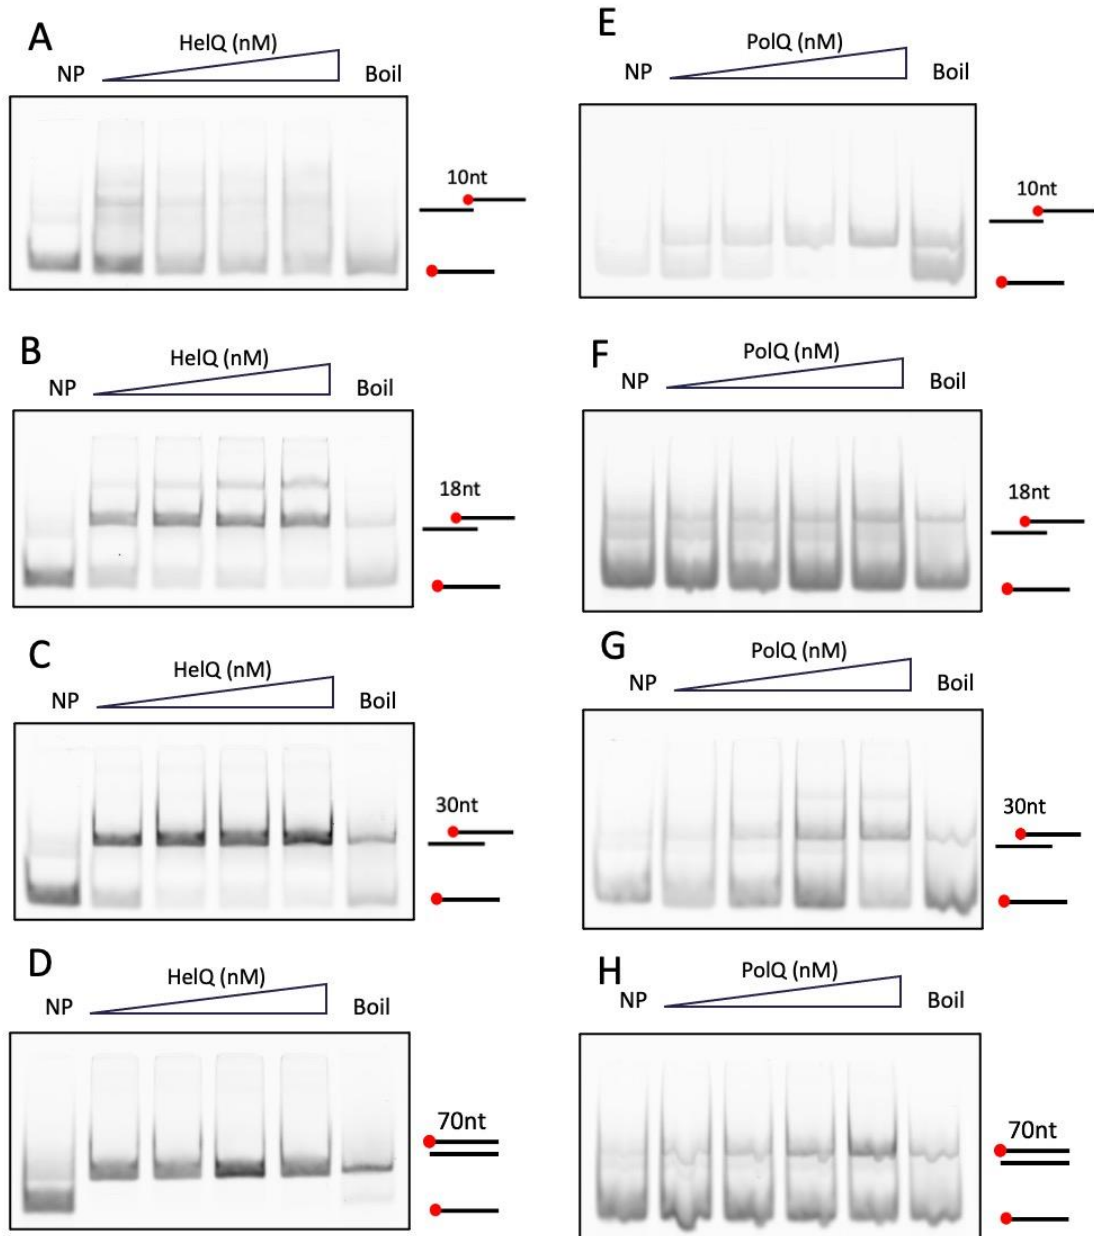 A
HelQ (nM)
NP
Boil
10nt
B
HelQ (nM)
NP
Boil
18nt
C
HelQ (nM)
NP
Boil
30nt
D
HelQ (nM)
NP
Boil
70nt
E
PolQ (nM)
NP
Boil
10nt
F
PolQ (nM)
NP
Boil
18nt
G
PolQ (nM)
NP
Boil
30nt
H
PolQ (nM)
NP
Boil
70nt